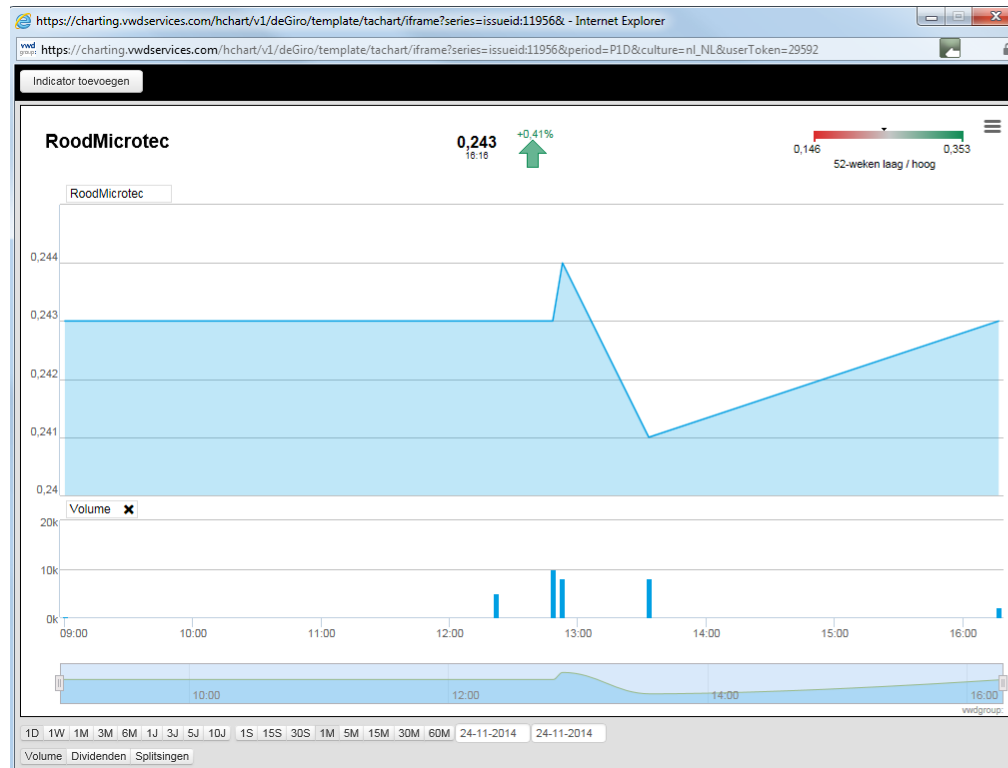 https://charting.vwdservices.com/hchart/v1/deGiro/template/tachart/iframe?series=issueid:11956& - Internet Explorer
vwd group: https://charting.vwdservices.com/hchart/v1/deGiro/template/tachart/iframe?series=issueid:11956&period=P1D&culture=nl_NL&userToken=29592
Indicator toevoegen
RoodMicrotec
0,243
16:16
+0,41%
0,146
0,353
52-weken laag / hoog
RoodMicrotec
0,244
0,243
0,242
0,241
0,24
Volume
20k
10k
0k
09:00 10:00 11:00 12:00 13:00 14:00 15:00 16:00
10:00 12:00 14:00 16:00
vwdgroup:
1D 1W 1M 3M 6M 1J 3J 5J 10J 1S 15S 30S 1M 5M 15M 30M 60M 24-11-2014 24-11-2014
Volume Dividenden Splitsingen